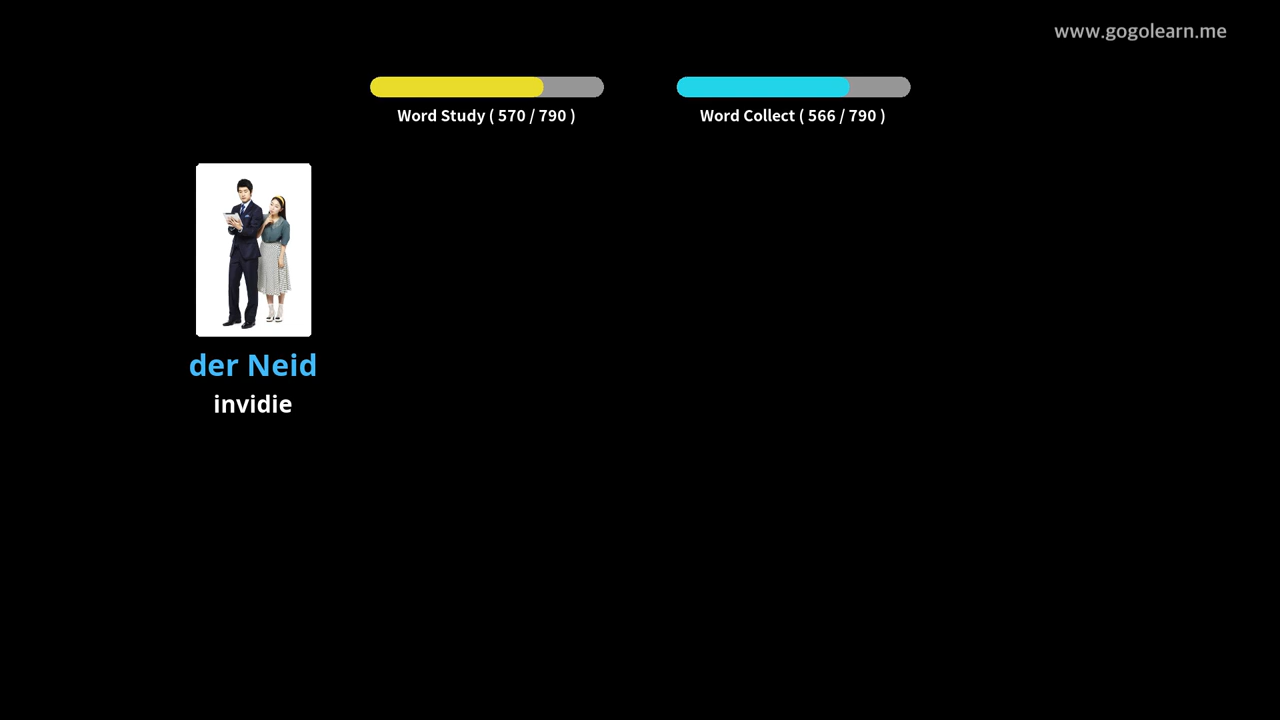 www.gogolearn.me
Word Study ( 570 / 790 )
Word Collect ( 566 / 790 )
der Neid
invidie